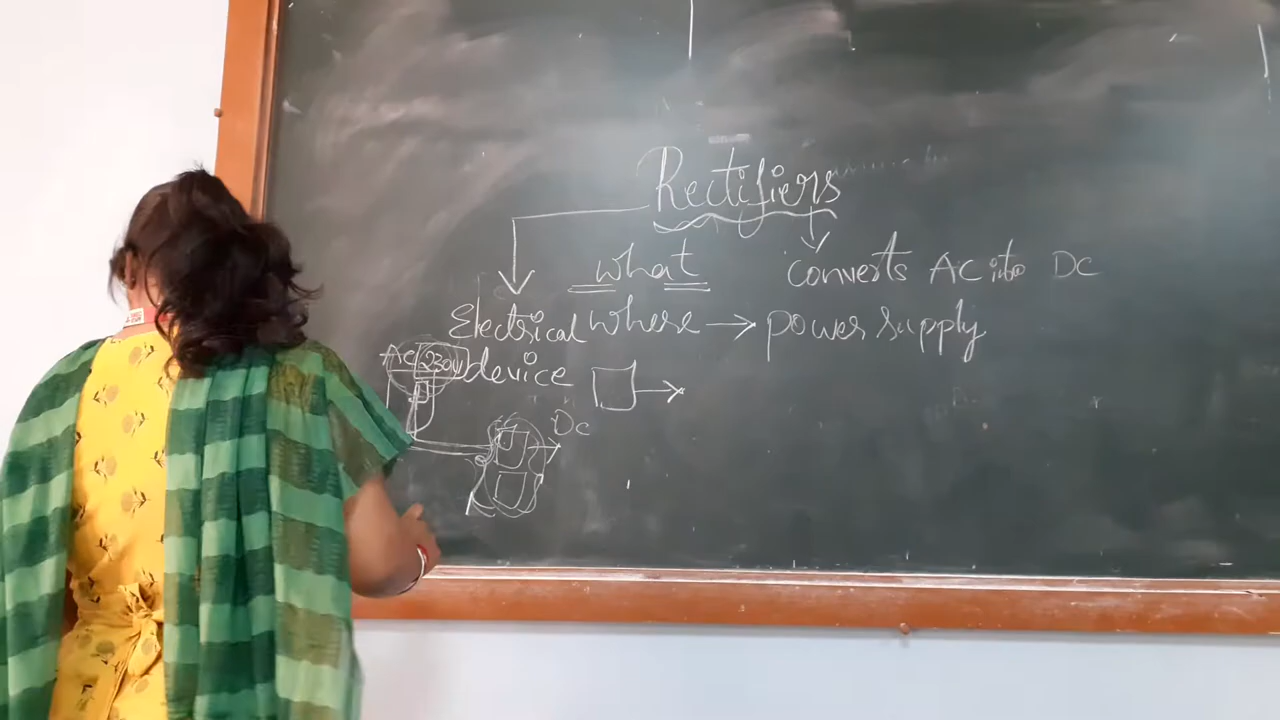 Rectifiers
what
converts AC into DC
Electrical where → power supply
AC 230V device
Dc